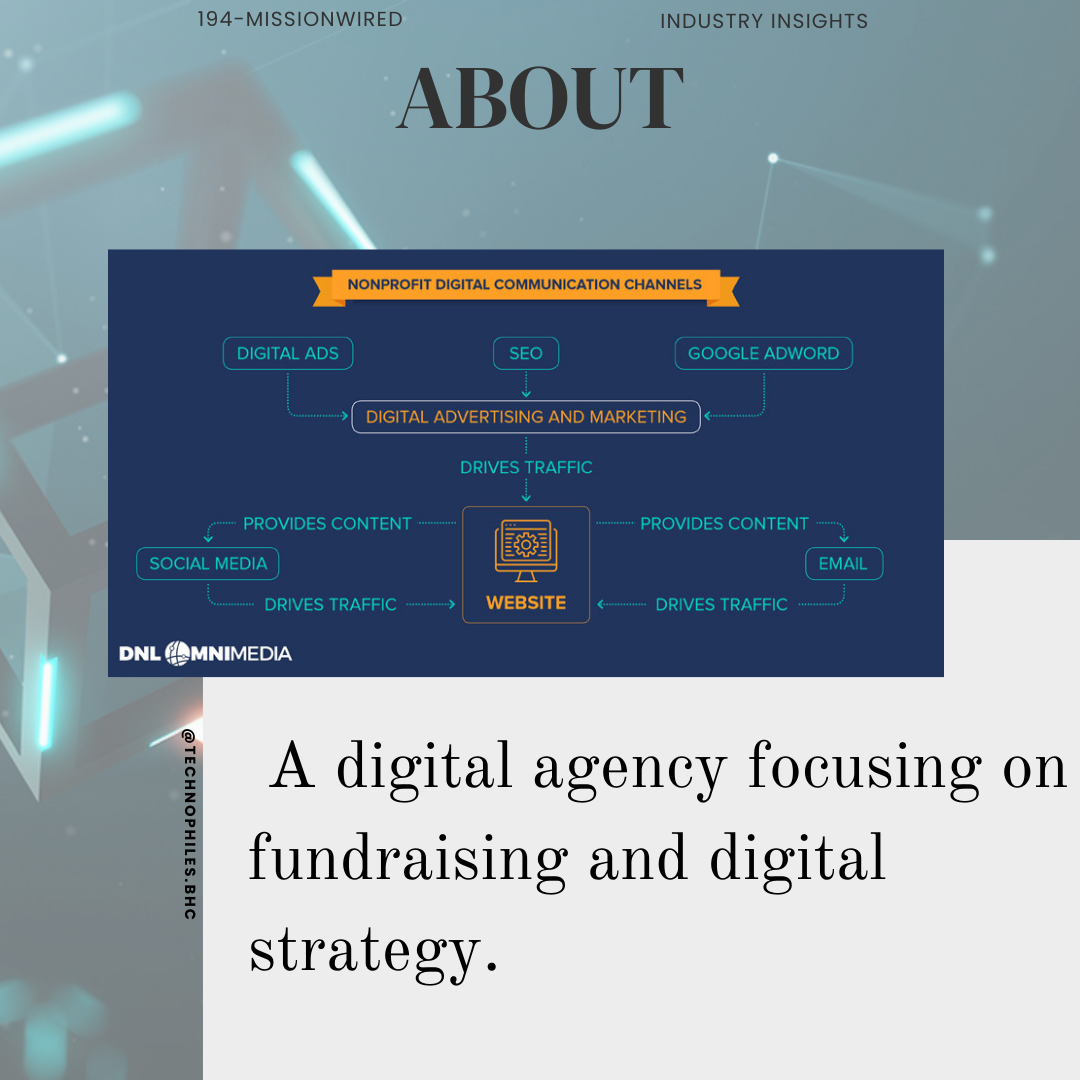 194-MISSIONWIRED
INDUSTRY INSIGHTS
ABOUT
NONPROFIT DIGITAL COMMUNICATION CHANNELS
DIGITAL ADS
SEO
GOOGLE ADWORD
DIGITAL ADVERTISING AND MARKETING
DRIVES TRAFFIC
PROVIDES CONTENT
PROVIDES CONTENT
SOCIAL MEDIA
EMAIL
DRIVES TRAFFIC
WEBSITE
DRIVES TRAFFIC
DNL OMNIMEDIA
@TECHNOPHILES.BHC
A digital agency focusing on
fundraising and digital
strategy.